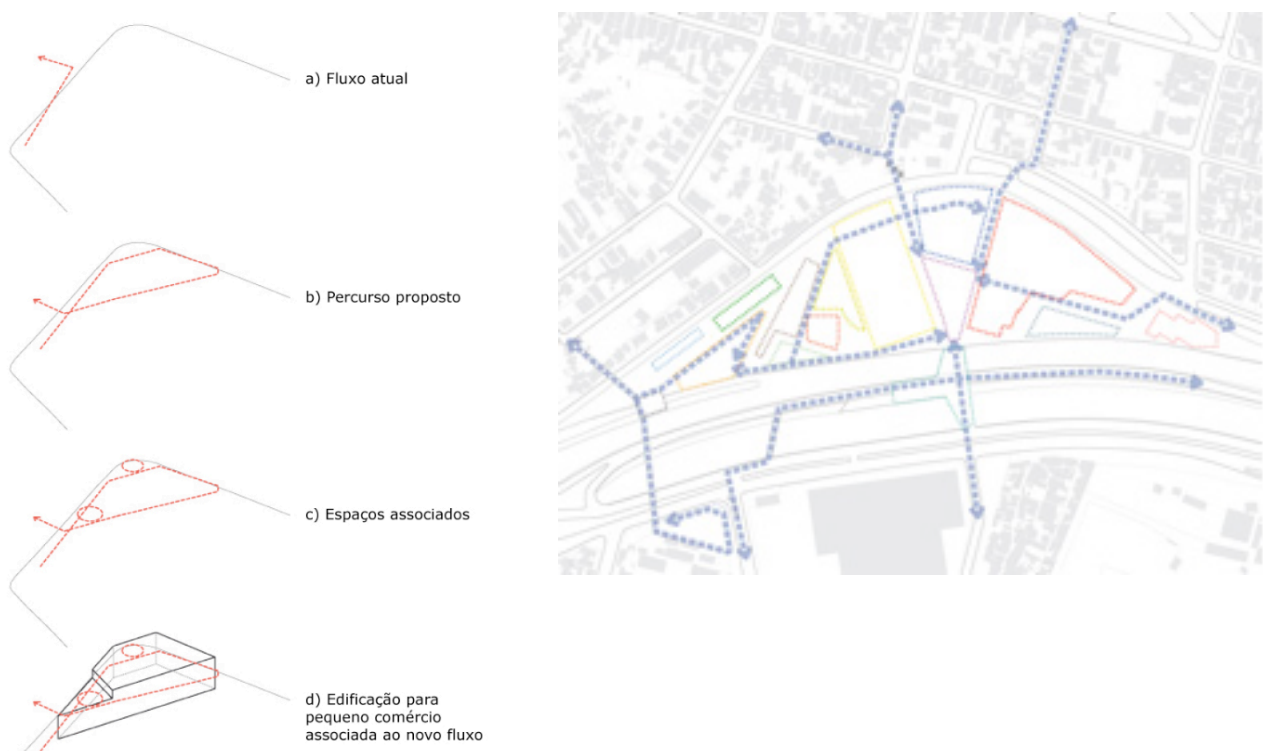 a) Fluxo atual
b) Percurso proposto
c) Espaços associados
d) Edificação para
pequeno comércio
associada ao novo fluxo